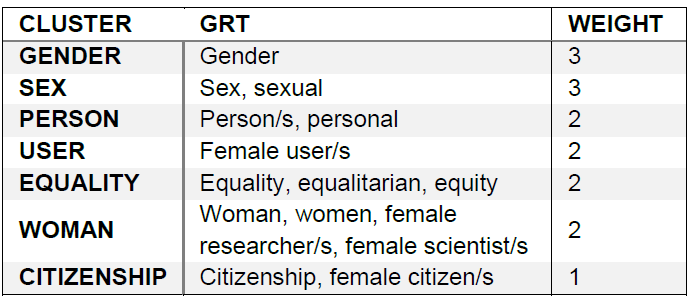 CLUSTER GRT WEIGHT
GENDER Gender 3
SEX Sex, sexual 3
PERSON Person/s, personal 2
USER Female user/s 2
EQUALITY Equality, equalitarian, equity 2
WOMAN Woman, women, female
researcher/s, female scientist/s 2
CITIZENSHIP Citizenship, female citizen/s 1